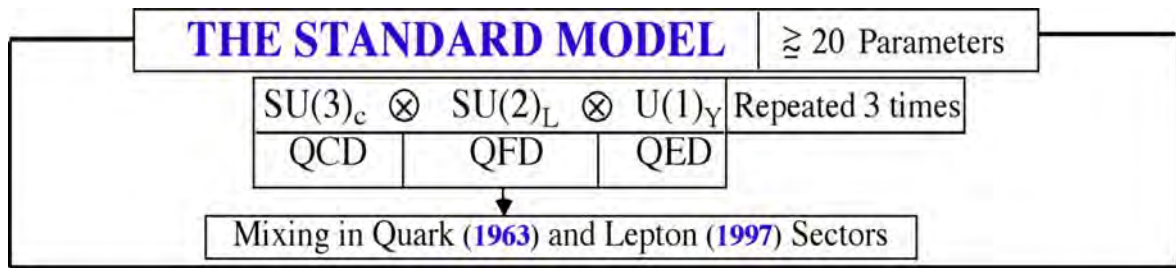 THE STANDARD MODEL ≳ 20 Parameters
SU(3)c ⊗ SU(2)L ⊗ U(1)Y Repeated 3 times
QCD QFD QED
Mixing in Quark (1963) and Lepton (1997) Sectors